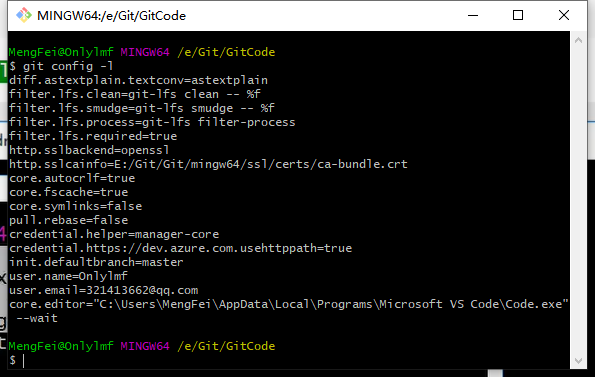 MINGW64:/e/Git/GitCode
MengFei@Onlylmf MINGW64 /e/Git/GitCode
$ git config -l
diff.astextplain.textconv=astextplain
filter.lfs.clean=git-lfs clean -- %f
filter.lfs.smudge=git-lfs smudge -- %f
filter.lfs.process=git-lfs filter-process
filter.lfs.required=true
http.sslbackend=openssl
http.sslcainfo=E:/Git/Git/mingw64/ssl/certs/ca-bundle.crt
core.autocrlf=true
core.fscache=true
core.symlinks=false
pull.rebase=false
credential.helper=manager-core
credential.https://dev.azure.com.usehttppath=true
init.defaultbranch=master
user.name=Onlylmf
user.email=321413662@qq.com
core.editor="C:\Users\MengFei\AppData\Local\Programs\Microsoft VS Code\Code.exe"
--wait
MengFei@Onlylmf MINGW64 /e/Git/GitCode
$